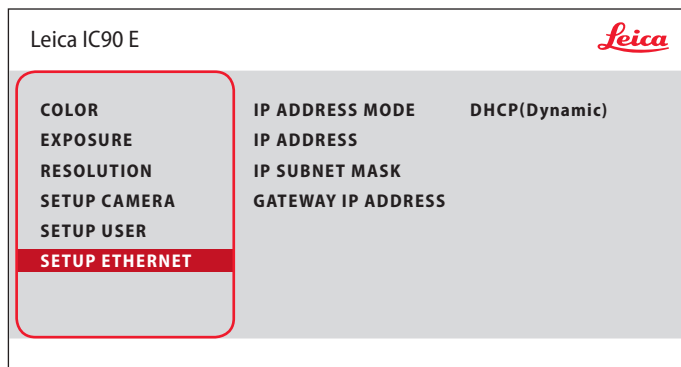 Leica IC90 E
Leica
COLOR
EXPOSURE
RESOLUTION
SETUP CAMERA
SETUP USER
SETUP ETHERNET
IP ADDRESS MODE DHCP(Dynamic)
IP ADDRESS
IP SUBNET MASK
GATEWAY IP ADDRESS